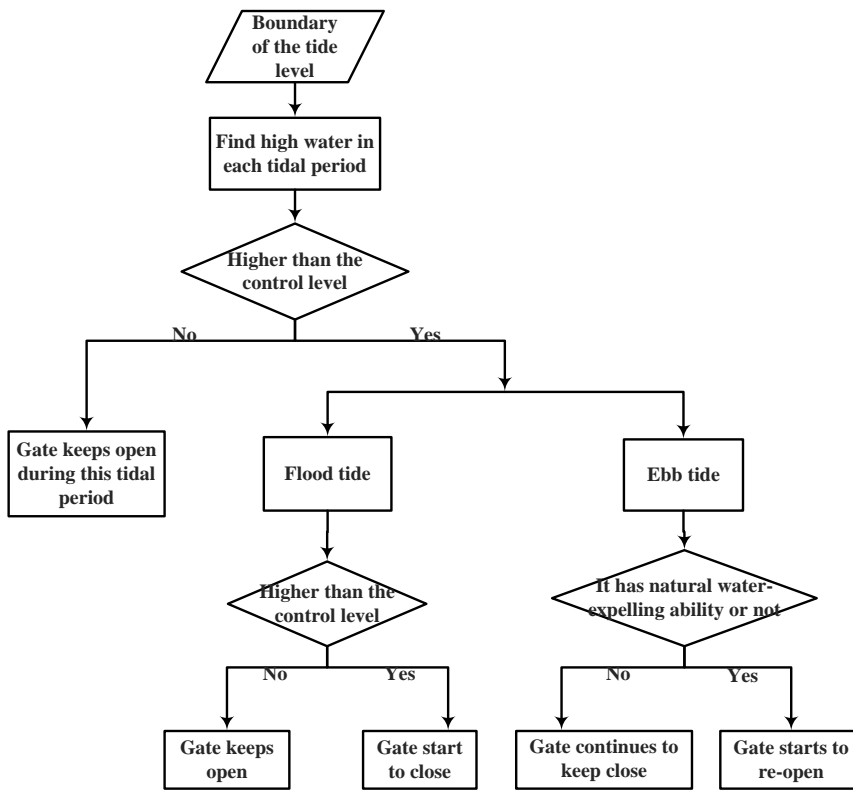 Boundary
of the tide
level
Find high water in
each tidal period
Higher than the
control level
No
Yes
Gate keeps open
during this tidal
period
Flood tide
Ebb tide
Higher than the
control level
It has natural water-
expelling ability or not
No
Yes
No
Yes
Gate keeps
open
Gate start
to close
Gate continues to
keep close
Gate starts to
re-open